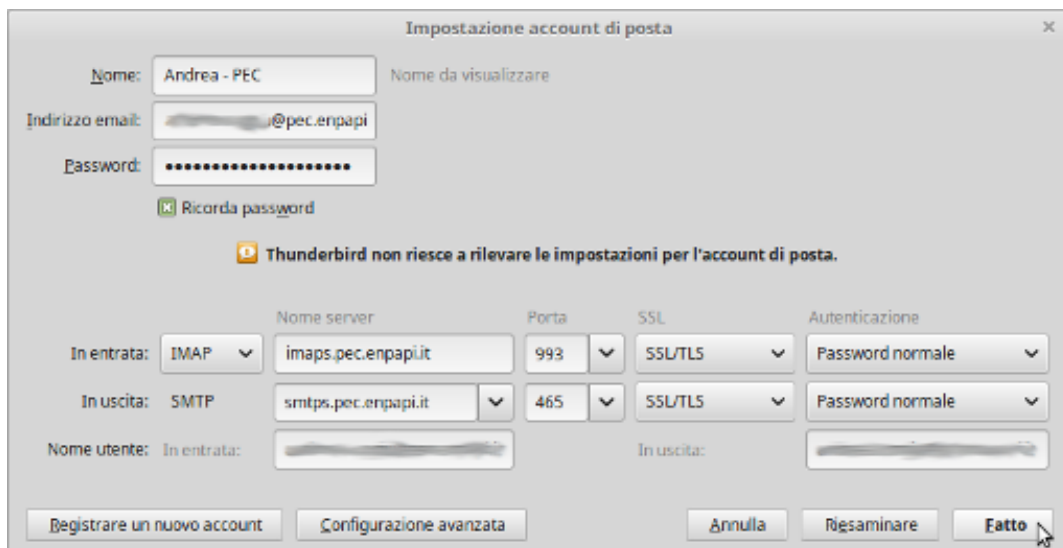 Impostazione account di posta
Nome: Andrea - PEC Nome da visualizzare
Indirizzo email: @pec.enpapi
Password: ••••••••••••••••••••
Ricorda password
Thunderbird non riesce a rilevare le impostazioni per l'account di posta.
Nome server Porta SSL Autenticazione
In entrata: IMAP imaps.pec.enpapi.it 993 SSL/TLS Password normale
In uscita: SMTP smtps.pec.enpapi.it 465 SSL/TLS Password normale
Nome utente: In entrata: In uscita:
Registrare un nuovo account Configurazione avanzata Annulla Riesaminare Fatto